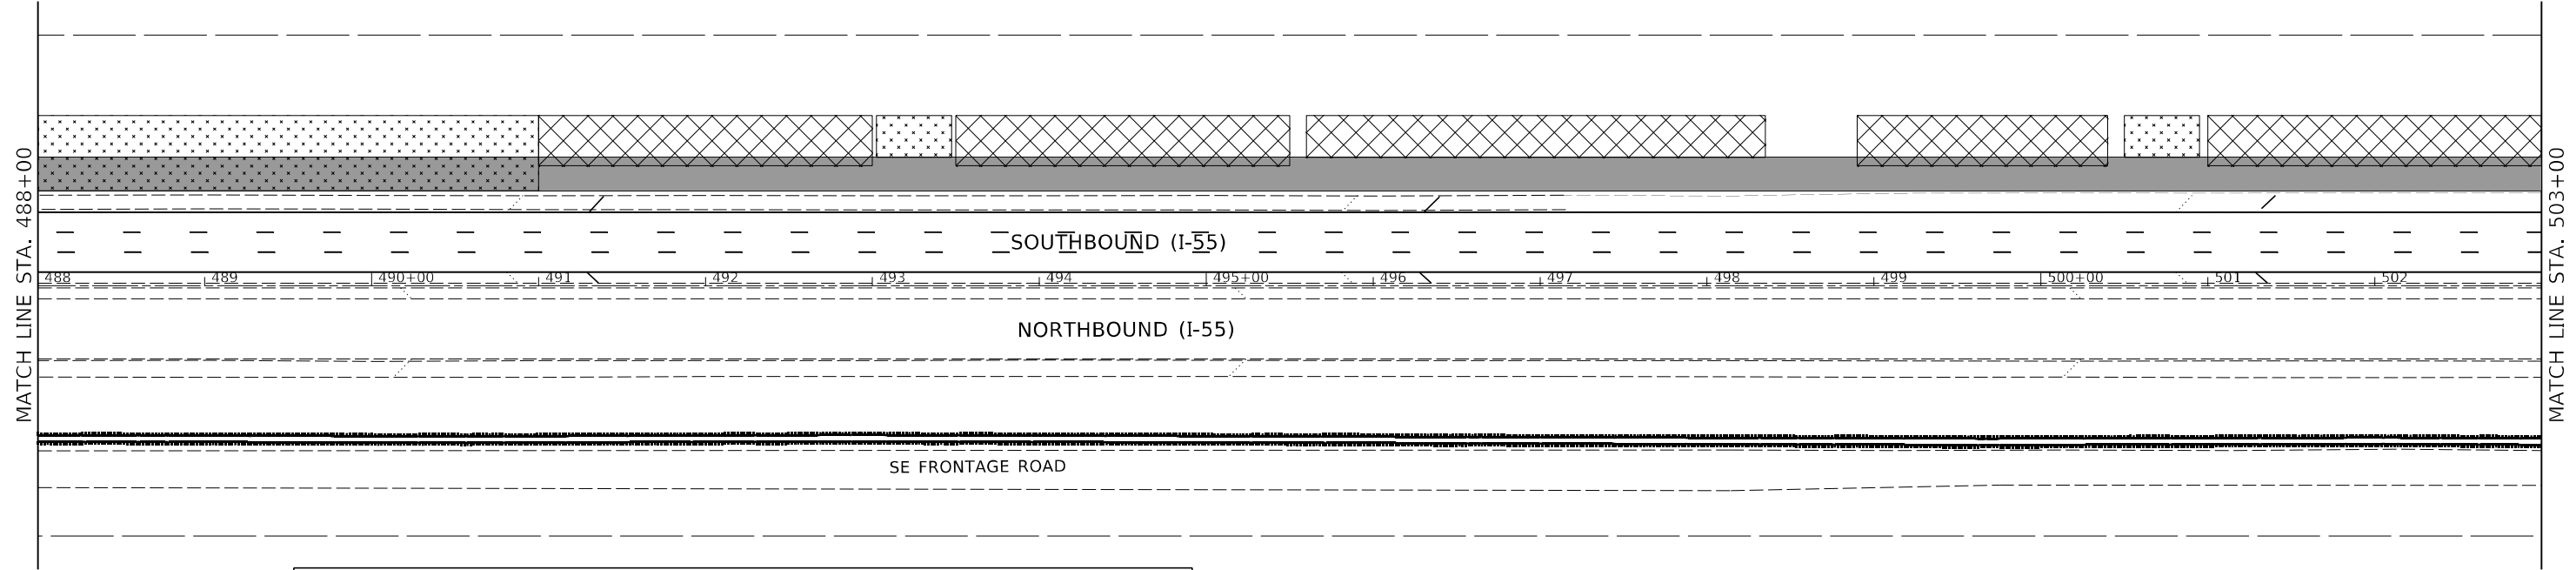 MATCH LINE STA. 488+00
MATCH LINE STA. 503+00
SOUTHBOUND (I-55)
488 489 490+00 491 492 493 494 495+00 496 497 498 499 500+00 501 502
NORTHBOUND (I-55)
SE FRONTAGE ROAD